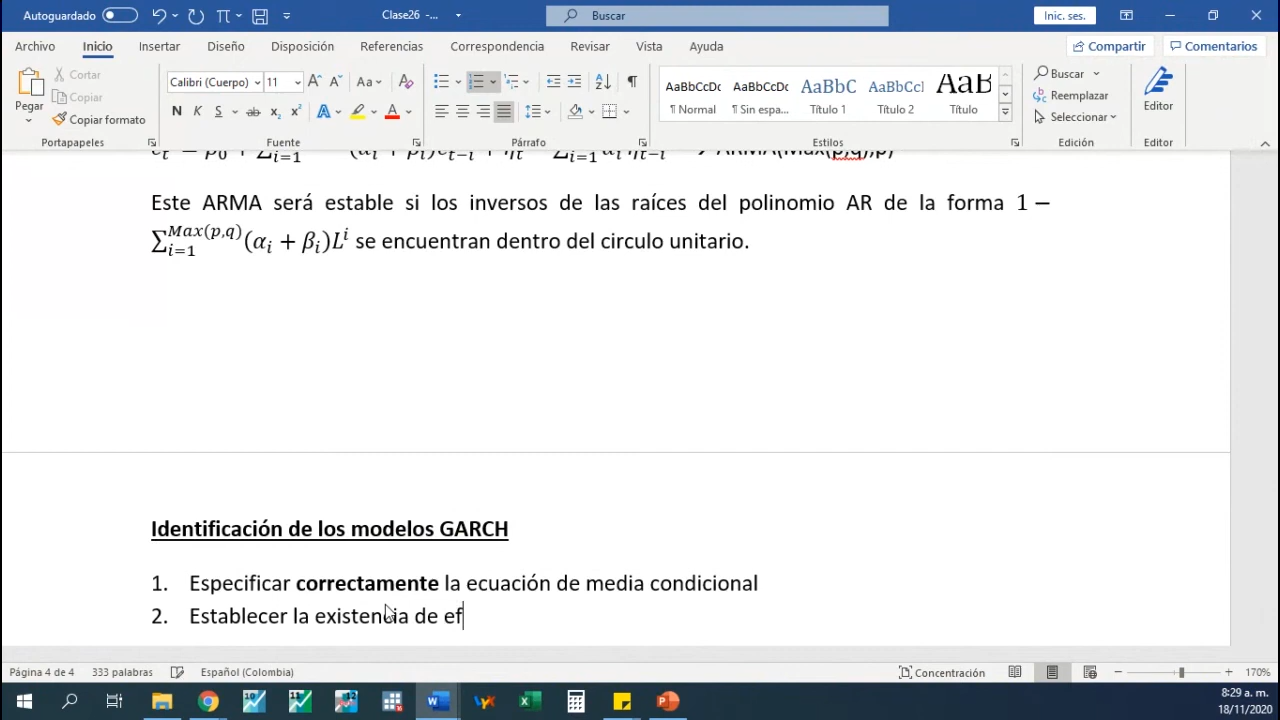 Autoguardado
Clase26 -...
Buscar
Inic. ses.
Archivo Inicio Insertar Diseño Disposición Referencias Correspondencia Revisar Vista Ayuda
Compartir Comentarios
Pegar
Cortar
Copiar
Copiar formato
Portapapeles
Calibri (Cuerpo) 11
Fuente
Párrafo
AaBbCcDc AaBbCcDc AaBbC AaBbCcI AaB
¶ Normal ¶ Sin espa... Título 1 Título 2 Título
Estilos
Buscar
Reemplazar
Seleccionar
Edición
Editor
Editor
ARMA(Max(p,q),p)
Este ARMA será estable si los inversos de las raíces del polinomio AR de la forma 1 −
∑_{i=1}^{Max(p,q)}(α_i + β_i)L^i se encuentran dentro del circulo unitario.
Identificación de los modelos GARCH
1. Especificar correctamente la ecuación de media condicional
2. Establecer la existencia de ef
Página 4 de 4 333 palabras Español (Colombia) Concentración 170%
8:29 a. m.
18/11/2020